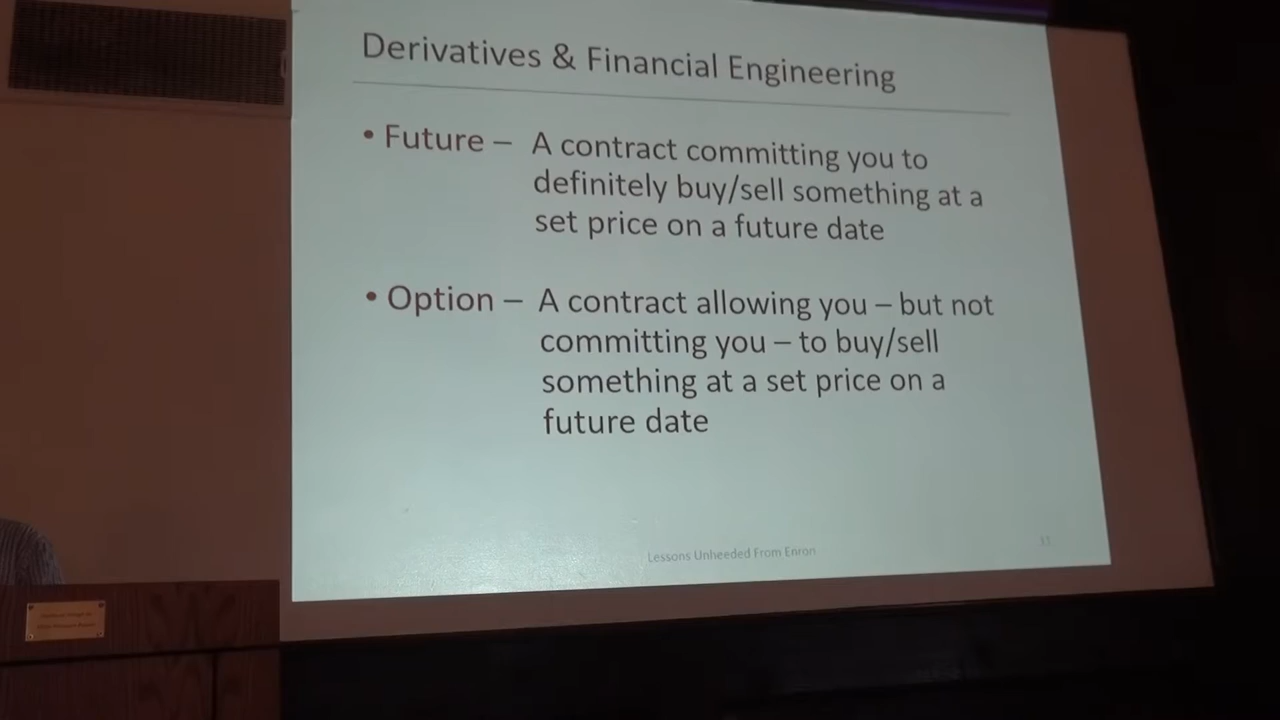 Derivatives & Financial Engineering
• Future – A contract committing you to
definitely buy/sell something at a
set price on a future date
• Option – A contract allowing you – but not
committing you – to buy/sell
something at a set price on a
future date
Lessons Unheeded From Enron